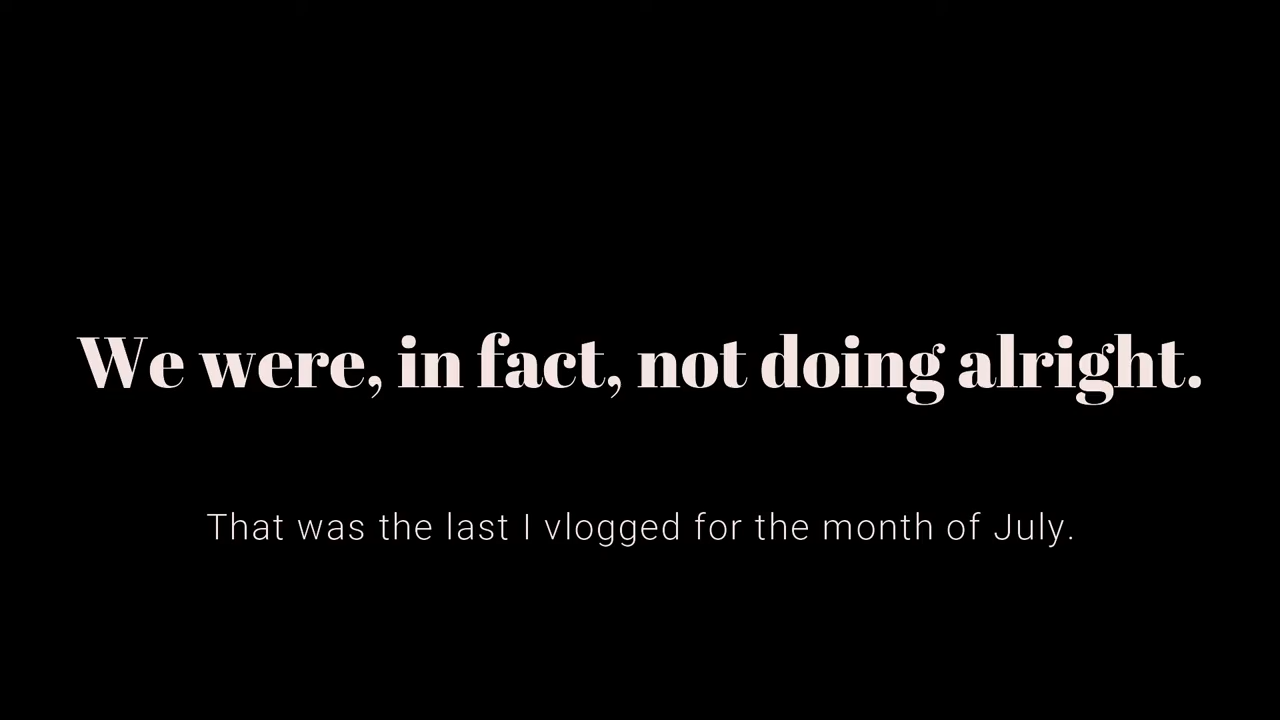 We were, in fact, not doing alright.
That was the last I vlogged for the month of July.